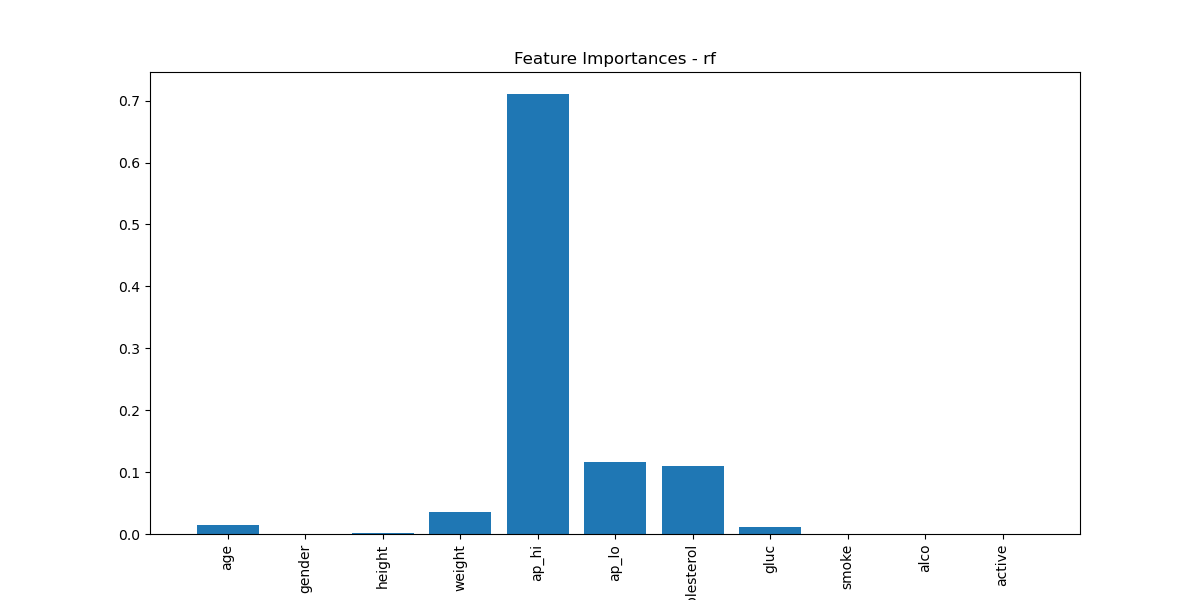 Feature Importances - rf
0.7
0.6
0.5
0.4
0.3
0.2
0.1
0.0
age
gender
height
weight
ap_hi
ap_lo
olesterol
gluc
smoke
alco
active